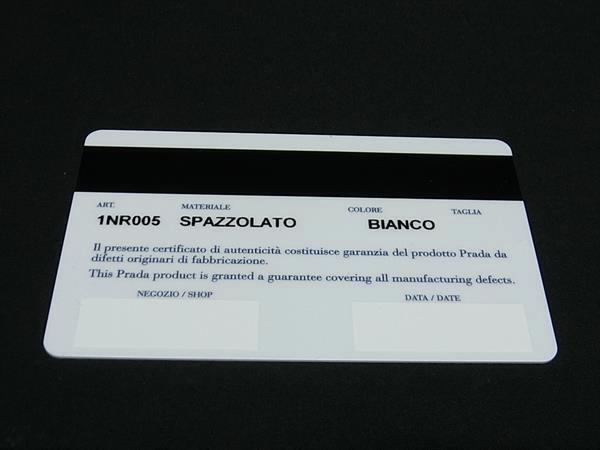 ART. MATERIALE COLORE TAGLIA
1NR005 SPAZZOLATO BIANCO
Il presente certificato di autenticità costituisce garanzia del prodotto Prada da
difetti originari di fabbricazione.
This Prada product is granted a guarantee covering all manufacturing defects.
NEGOZIO / SHOP DATA / DATE